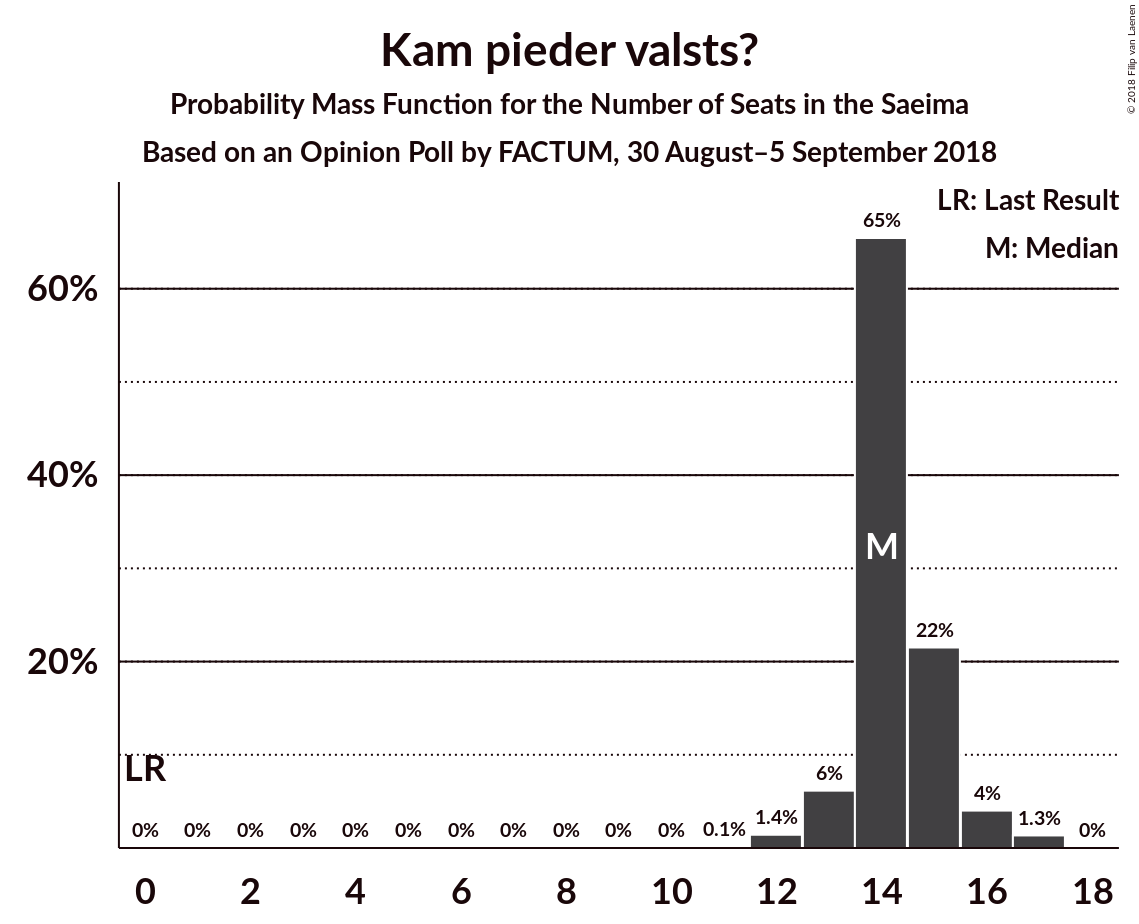 Kam pieder valsts?
Probability Mass Function for the Number of Seats in the Saeima
Based on an Opinion Poll by FACTUM, 30 August–5 September 2018
© 2018 Filip van Laenen
LR: Last Result
M: Median
65%
60%
40%
M
22%
20%
LR
6%
4%
0% 0% 0% 0% 0% 0% 0% 0% 0% 0% 0% 0.1% 1.4% 1.3% 0%
0 2 4 6 8 10 12 14 16 18